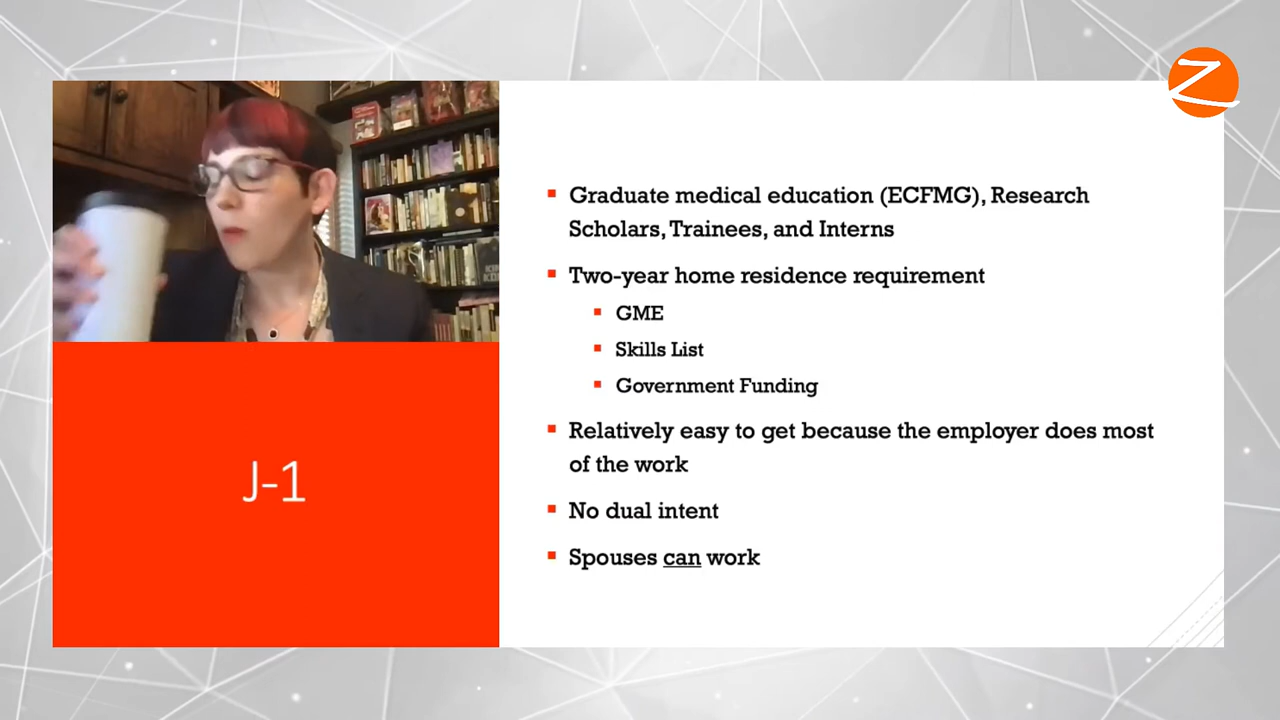 Z
Graduate medical education (ECFMG), Research
Scholars, Trainees, and Interns
Two-year home residence requirement
GME
Skills List
Government Funding
Relatively easy to get because the employer does most
of the work
No dual intent
Spouses can work
J-1